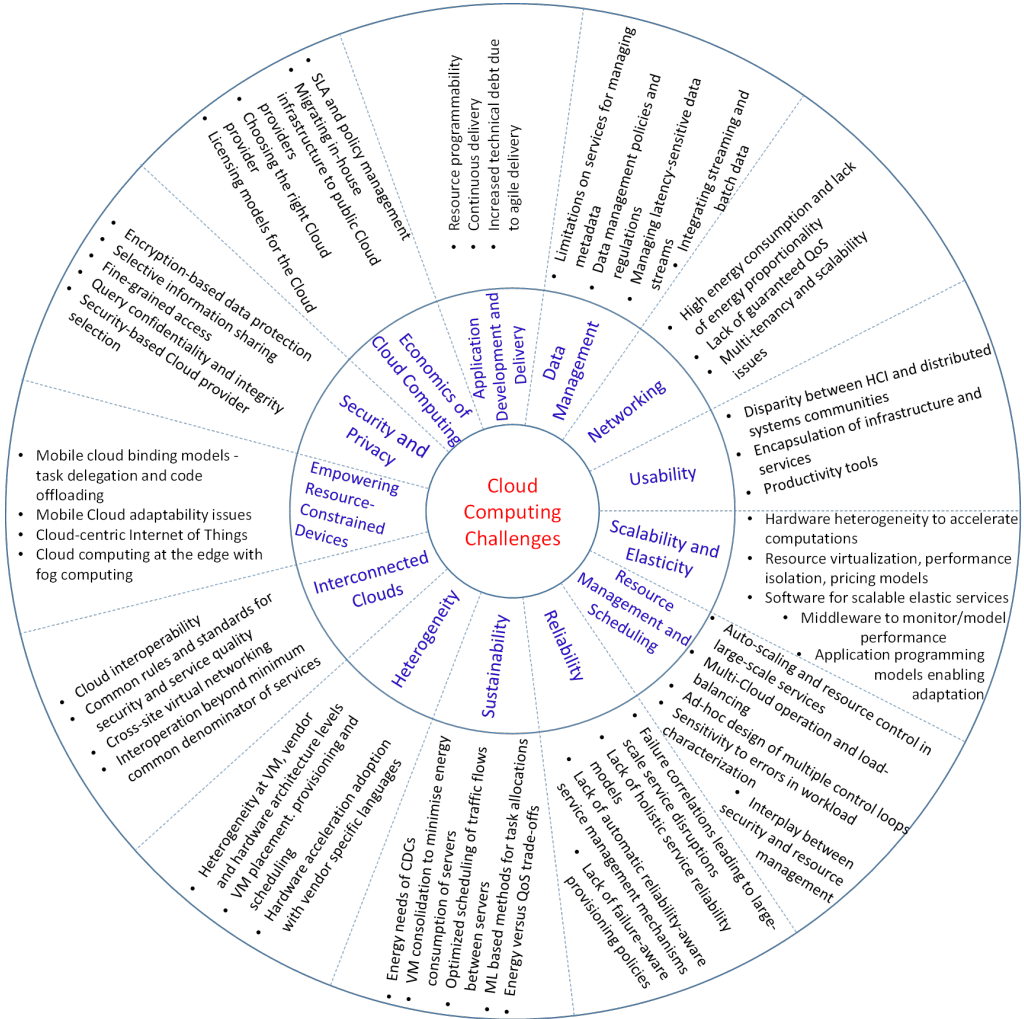 Cloud
Computing
Challenges
Application
Development and
Delivery
• Resource programmability
• Continuous delivery
• Increased technical debt due
to agile delivery
Data
Management
• Limitations on services for managing
metadata
• Data management policies and
regulations
• Managing latency-sensitive data
streams
• Integrating streaming and
batch data
Networking
• High energy consumption and lack
of energy proportionality
• Lack of guaranteed QoS
• Multi-tenancy and scalability
issues
Usability
• Disparity between HCI and distributed
systems communities
• Encapsulation of infrastructure and
services
• Productivity tools
Scalability and
Elasticity
• Hardware heterogeneity to accelerate
computations
• Resource virtualization, performance
isolation, pricing models
• Software for scalable elastic services
• Middleware to monitor/model
performance
• Application programming
models enabling
adaptation
Resource
Management and
Scheduling
• Auto-scaling and resource control in
large-scale services
• Multi-Cloud operation and load-
balancing
• Ad-hoc design of multiple control loops
• Sensitivity to errors in workload
characterization
• Interplay between
security and resource
management
Reliability
• Failure correlations leading to large-
scale service disruptions
• Lack of holistic service reliability
models
• Lack of automatic reliability-aware
service management mechanisms
• Lack of failure-aware
provisioning policies
Sustainability
• Energy needs of CDCs
• VM consolidation to minimise energy
consumption of servers
• Optimized scheduling of traffic flows
between servers
• ML based methods for task allocations
• Energy versus QoS trade-offs
Heterogeneity
• Heterogeneity at VM, vendor
and hardware architecture levels
• VM placement, provisioning and
scheduling
• Hardware acceleration adoption
with vendor specific languages
Interconnected
Clouds
• Cloud interoperability
• Common rules and standards for
security and service quality
• Cross-site virtual networking
• Interoperation beyond minimum
common denominator of services
Empowering
Resource-
Constrained
Devices
• Mobile cloud binding models -
task delegation and code
offloading
• Mobile Cloud adaptability issues
• Cloud-centric Internet of Things
• Cloud computing at the edge with
fog computing
Security and
Privacy
• Encryption-based data protection
• Selective information sharing
• Fine-grained access
• Query confidentiality and integrity
• Security-based Cloud provider
selection
Economics of
Cloud Computing
• SLA and policy management
• Migrating in-house
infrastructure to public Cloud
providers
• Choosing the right Cloud
provider
• Licensing models for the Cloud